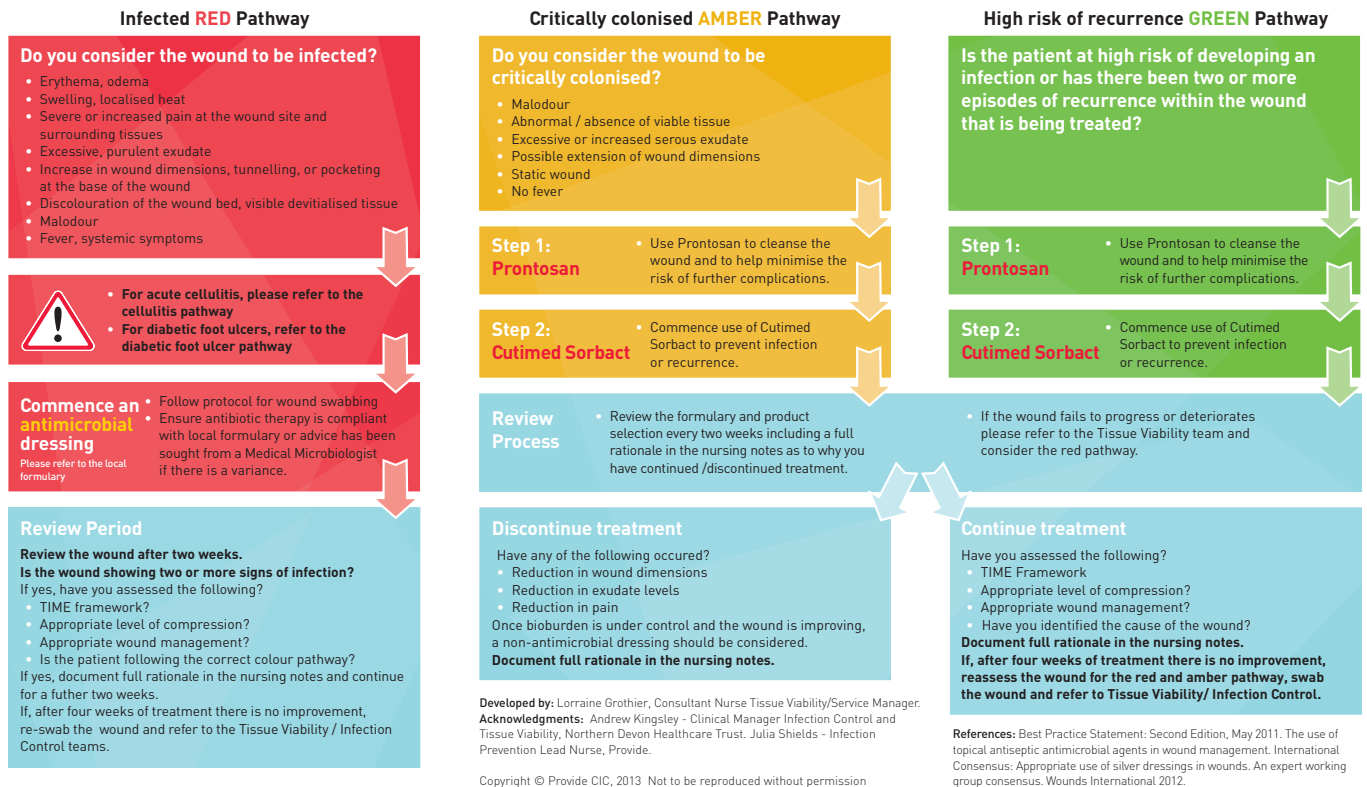 Infected RED Pathway
Do you consider the wound to be infected?
• Erythema, odema
• Swelling, localised heat
• Severe or increased pain at the wound site and
surrounding tissues
• Excessive, purulent exudate
• Increase in wound dimensions, tunnelling, or pocketing
at the base of the wound
• Discolouration of the wound bed, visible devitialised tissue
• Malodour
• Fever, systemic symptoms
• For acute cellulitis, please refer to the
cellulitis pathway
• For diabetic foot ulcers, refer to the
diabetic foot ulcer pathway
Commence an
antimicrobial
dressing
Please refer to the local
formulary
• Follow protocol for wound swabbing
• Ensure antibiotic therapy is compliant
with local formulary or advice has been
sought from a Medical Microbiologist
if there is a variance.
Review Period
Review the wound after two weeks.
Is the wound showing two or more signs of infection?
If yes, have you assessed the following?
• TIME framework?
• Appropriate level of compression?
• Appropriate wound management?
• Is the patient following the correct colour pathway?
If yes, document full rationale in the nursing notes and continue
for a futher two weeks.
If, after four weeks of treatment there is no improvement,
re-swab the wound and refer to the Tissue Viability / Infection
Control teams.
Critically colonised AMBER Pathway
Do you consider the wound to be
critically colonised?
• Malodour
• Abnormal / absence of viable tissue
• Excessive or increased serous exudate
• Possible extension of wound dimensions
• Static wound
• No fever
Step 1:
Prontosan
• Use Prontosan to cleanse the
wound and to help minimise the
risk of further complications.
Step 2:
Cutimed Sorbact
• Commence use of Cutimed
Sorbact to prevent infection
or recurrence.
High risk of recurrence GREEN Pathway
Is the patient at high risk of developing an
infection or has there been two or more
episodes of recurrence within the wound
that is being treated?
Step 1:
Prontosan
• Use Prontosan to cleanse the
wound and to help minimise the
risk of further complications.
Step 2:
Cutimed Sorbact
• Commence use of Cutimed
Sorbact to prevent infection
or recurrence.
Review
Process
• Review the formulary and product
selection every two weeks including a full
rationale in the nursing notes as to why you
have continued /discontinued treatment.
• If the wound fails to progress or deteriorates
please refer to the Tissue Viability team and
consider the red pathway.
Discontinue treatment
Have any of the following occured?
• Reduction in wound dimensions
• Reduction in exudate levels
• Reduction in pain
Once bioburden is under control and the wound is improving,
a non-antimicrobial dressing should be considered.
Document full rationale in the nursing notes.
Continue treatment
Have you assessed the following?
• TIME Framework
• Appropriate level of compression?
• Appropriate wound management?
• Have you identified the cause of the wound?
Document full rationale in the nursing notes.
If, after four weeks of treatment there is no improvement,
reassess the wound for the red and amber pathway, swab
the wound and refer to Tissue Viability/ Infection Control.
Developed by: Lorraine Grothier, Consultant Nurse Tissue Viability/Service Manager.
Acknowledgments: Andrew Kingsley - Clinical Manager Infection Control and
Tissue Viability, Northern Devon Healthcare Trust. Julia Shields - Infection
Prevention Lead Nurse, Provide.
Copyright © Provide CIC, 2013 Not to be reproduced without permission
References: Best Practice Statement: Second Edition, May 2011. The use of
topical antiseptic antimicrobial agents in wound management. International
Consensus: Appropriate use of silver dressings in wounds. An expert working
group consensus. Wounds International 2012.